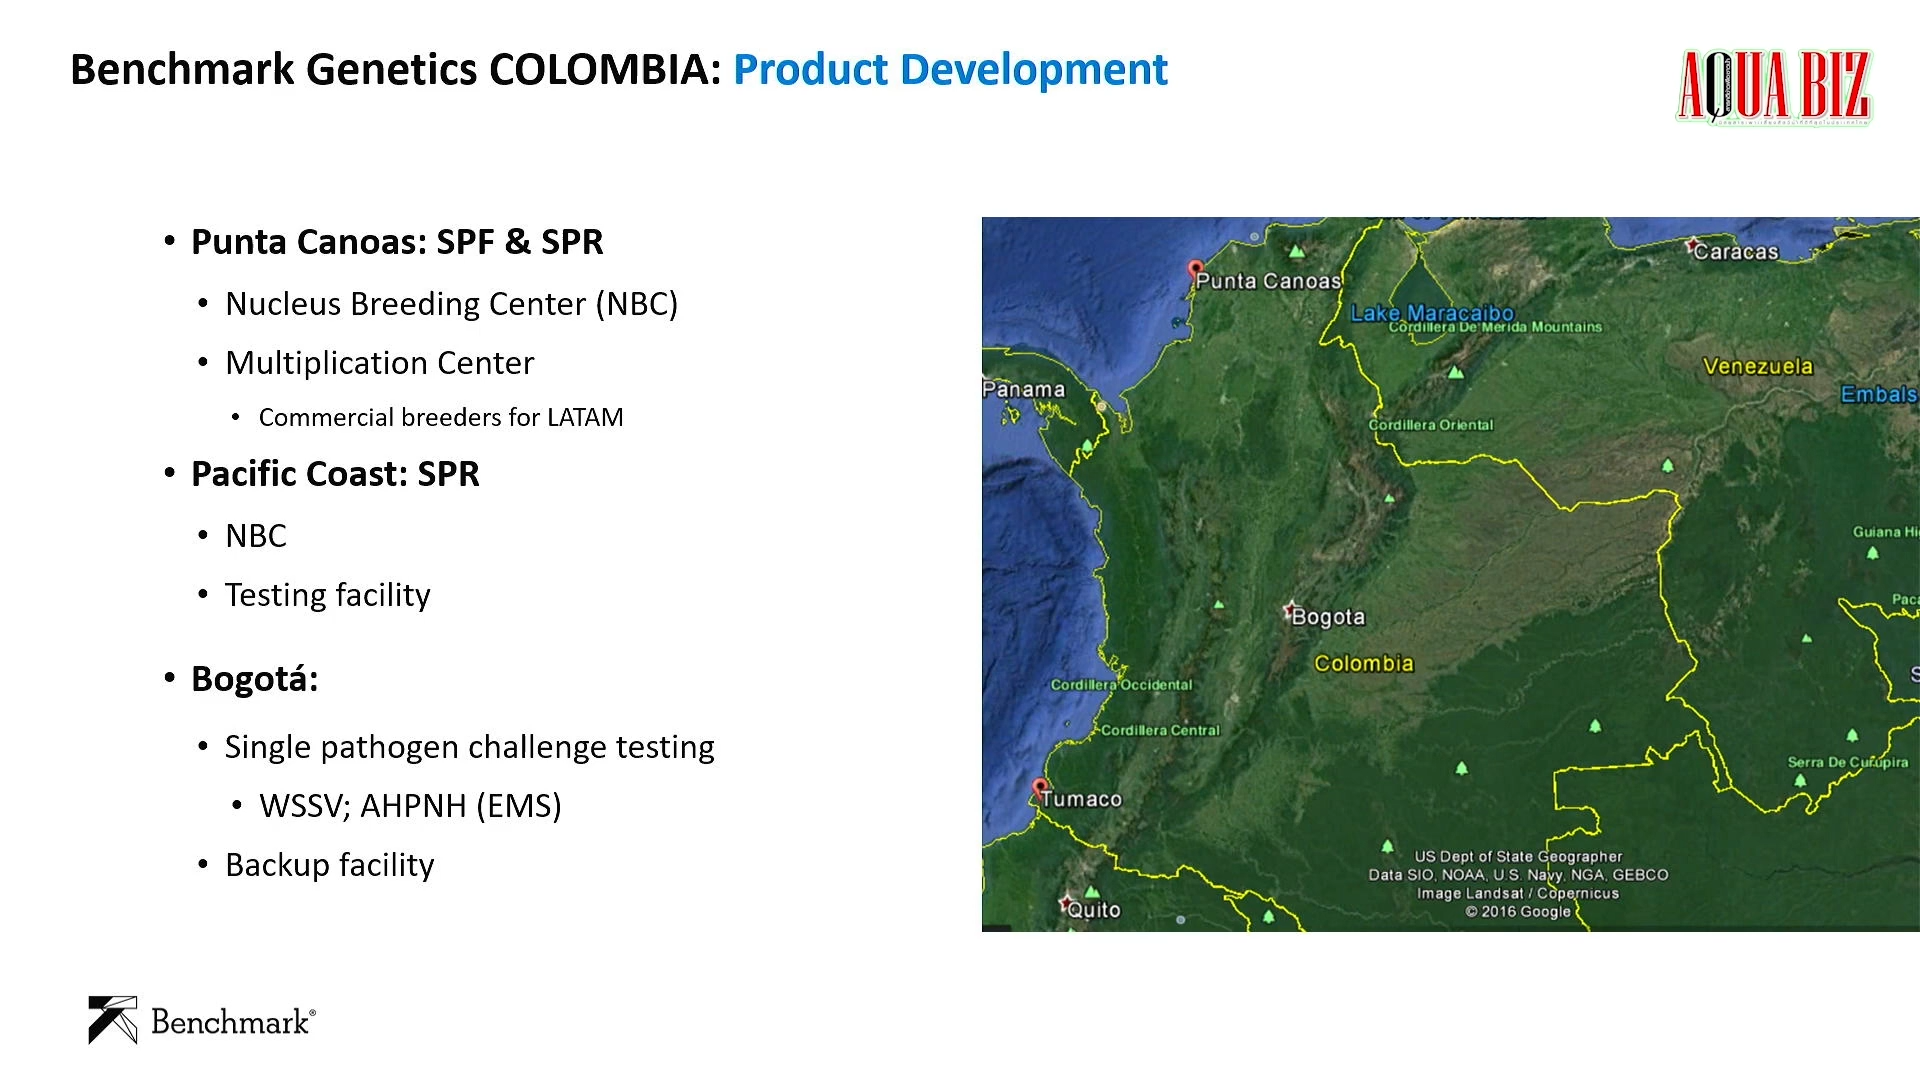 Benchmark Genetics COLOMBIA: Product Development
AQUA BIZ
• Punta Canoas: SPF & SPR
• Nucleus Breeding Center (NBC)
• Multiplication Center
• Commercial breeders for LATAM
• Pacific Coast: SPR
• NBC
• Testing facility
• Bogotá:
• Single pathogen challenge testing
• WSSV; AHPNH (EMS)
• Backup facility
Caracas
Punta Canoas
Lake Maracaibo
Cordillera De Merida Mountains
Venezuela
Panama
Embals
Cordillera Oriental
Guiana Hi
Paca
Bogota
Colombia
S
Cordillera Occidental
Cordillera Central
Serra De Curupira
Tumaco
US Dept of State Geographer
Data SIO, NOAA, U.S. Navy, NGA, GEBCO
Image Landsat / Copernicus
© 2016 Google
Quito
Benchmark®